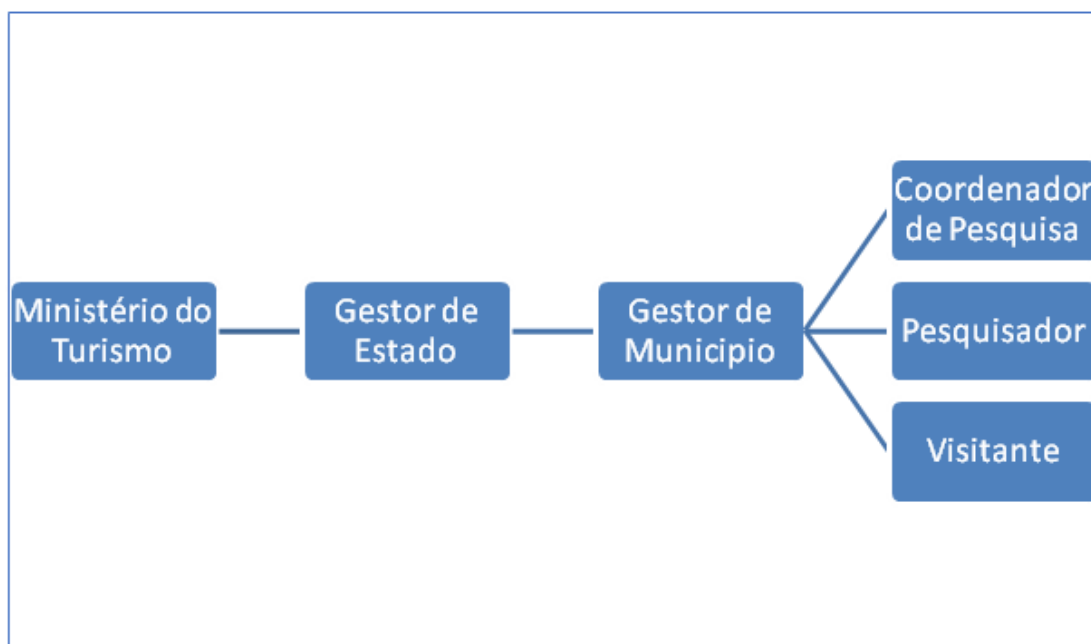 Ministério do
Turismo
Gestor de
Estado
Gestor de
Municipio
Coordenador
de Pesquisa
Pesquisador
Visitante